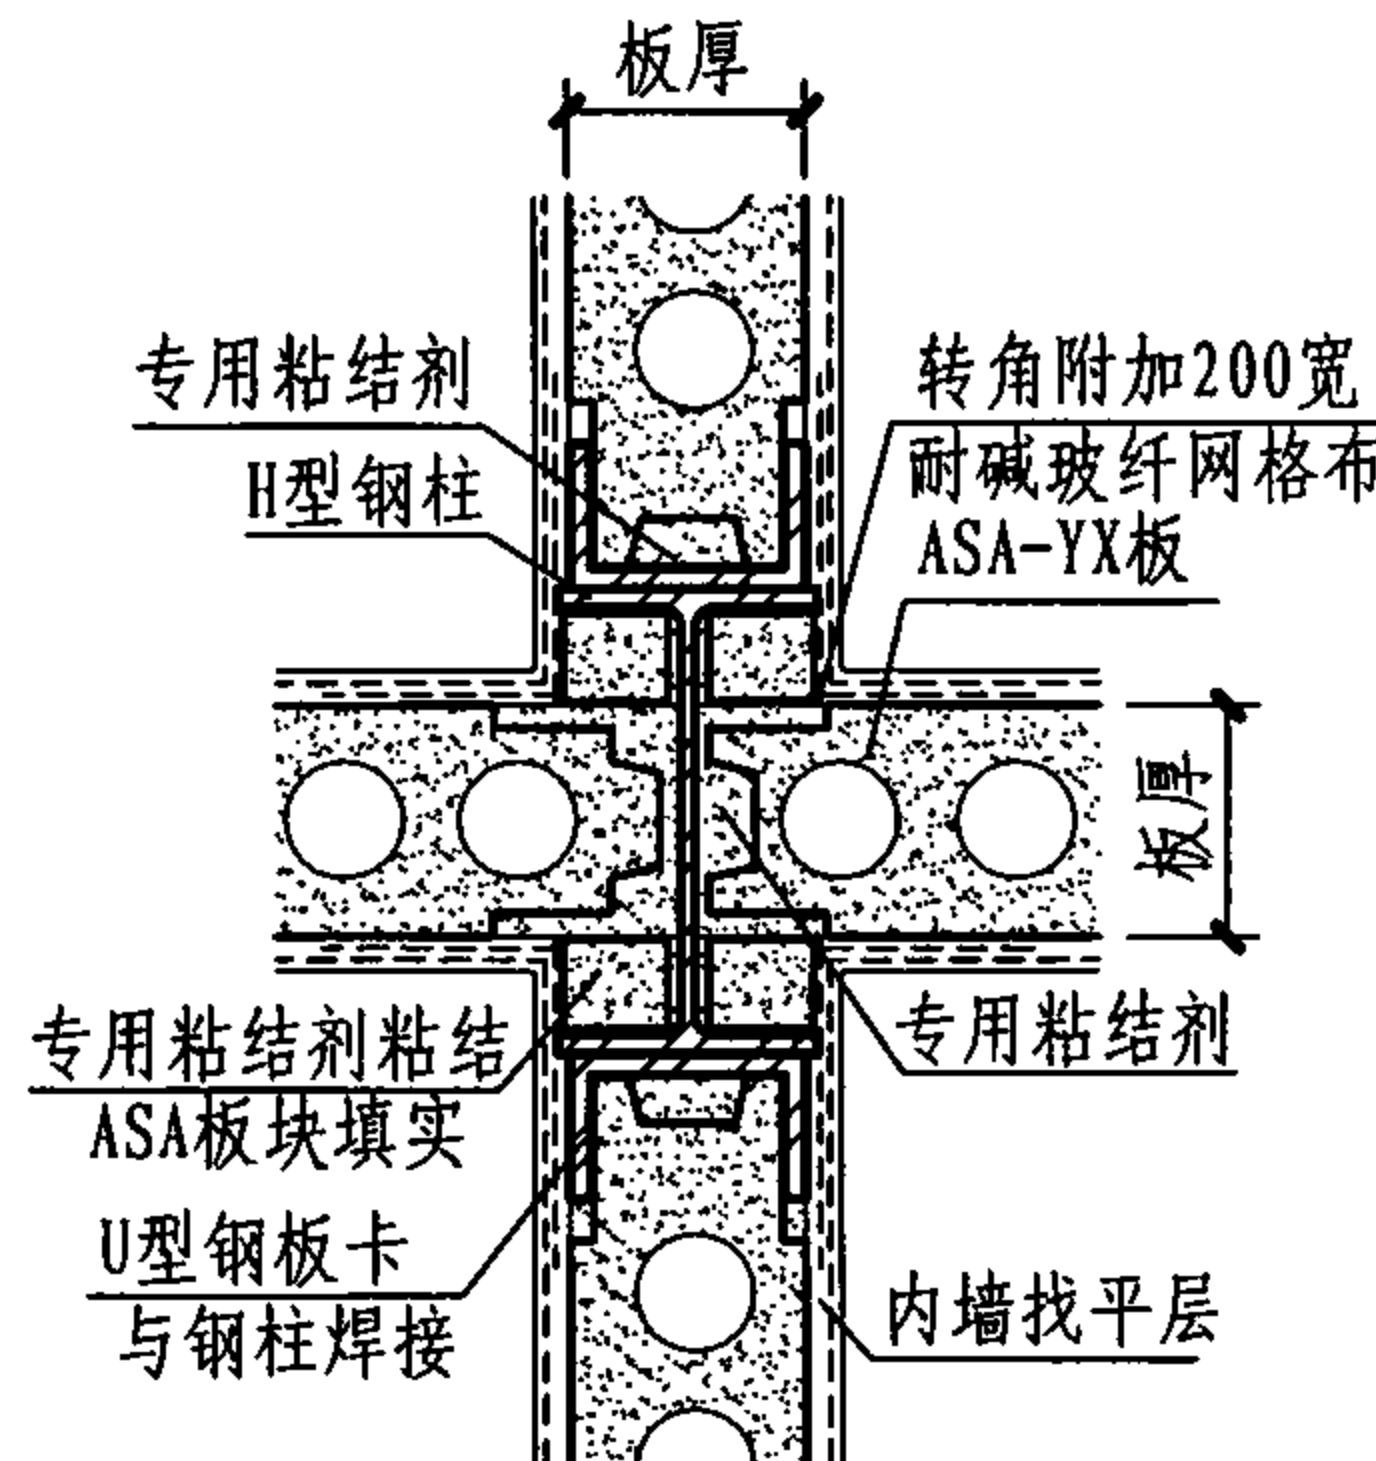 板厚
专用粘结剂
H型钢柱
转角附加200宽
耐碱玻纤网格布
ASA-YX板
板厚
专用粘结剂粘结
ASA板块填实
U型钢板卡
与钢柱焊接
专用粘结剂
内墙找平层